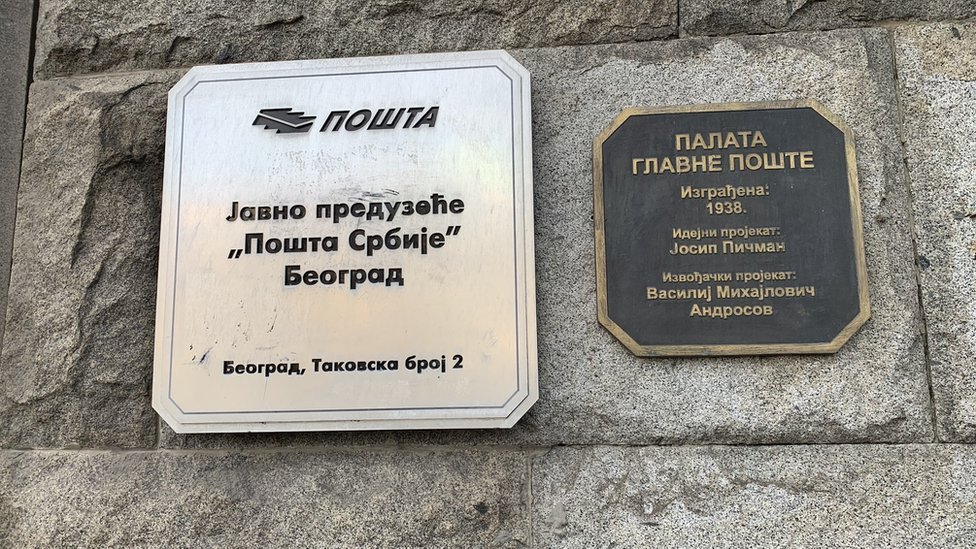 ПОШТА
Јавно предузеће
„Пошта Србије”
Београд
Београд, Таковска број 2
ПАЛАТА
ГЛАВНЕ ПОШТЕ
Изграђена:
1938.
Идејни пројекат:
Јосип Пичман
Извођачки пројекат:
Василиј Михајлович
Андросов